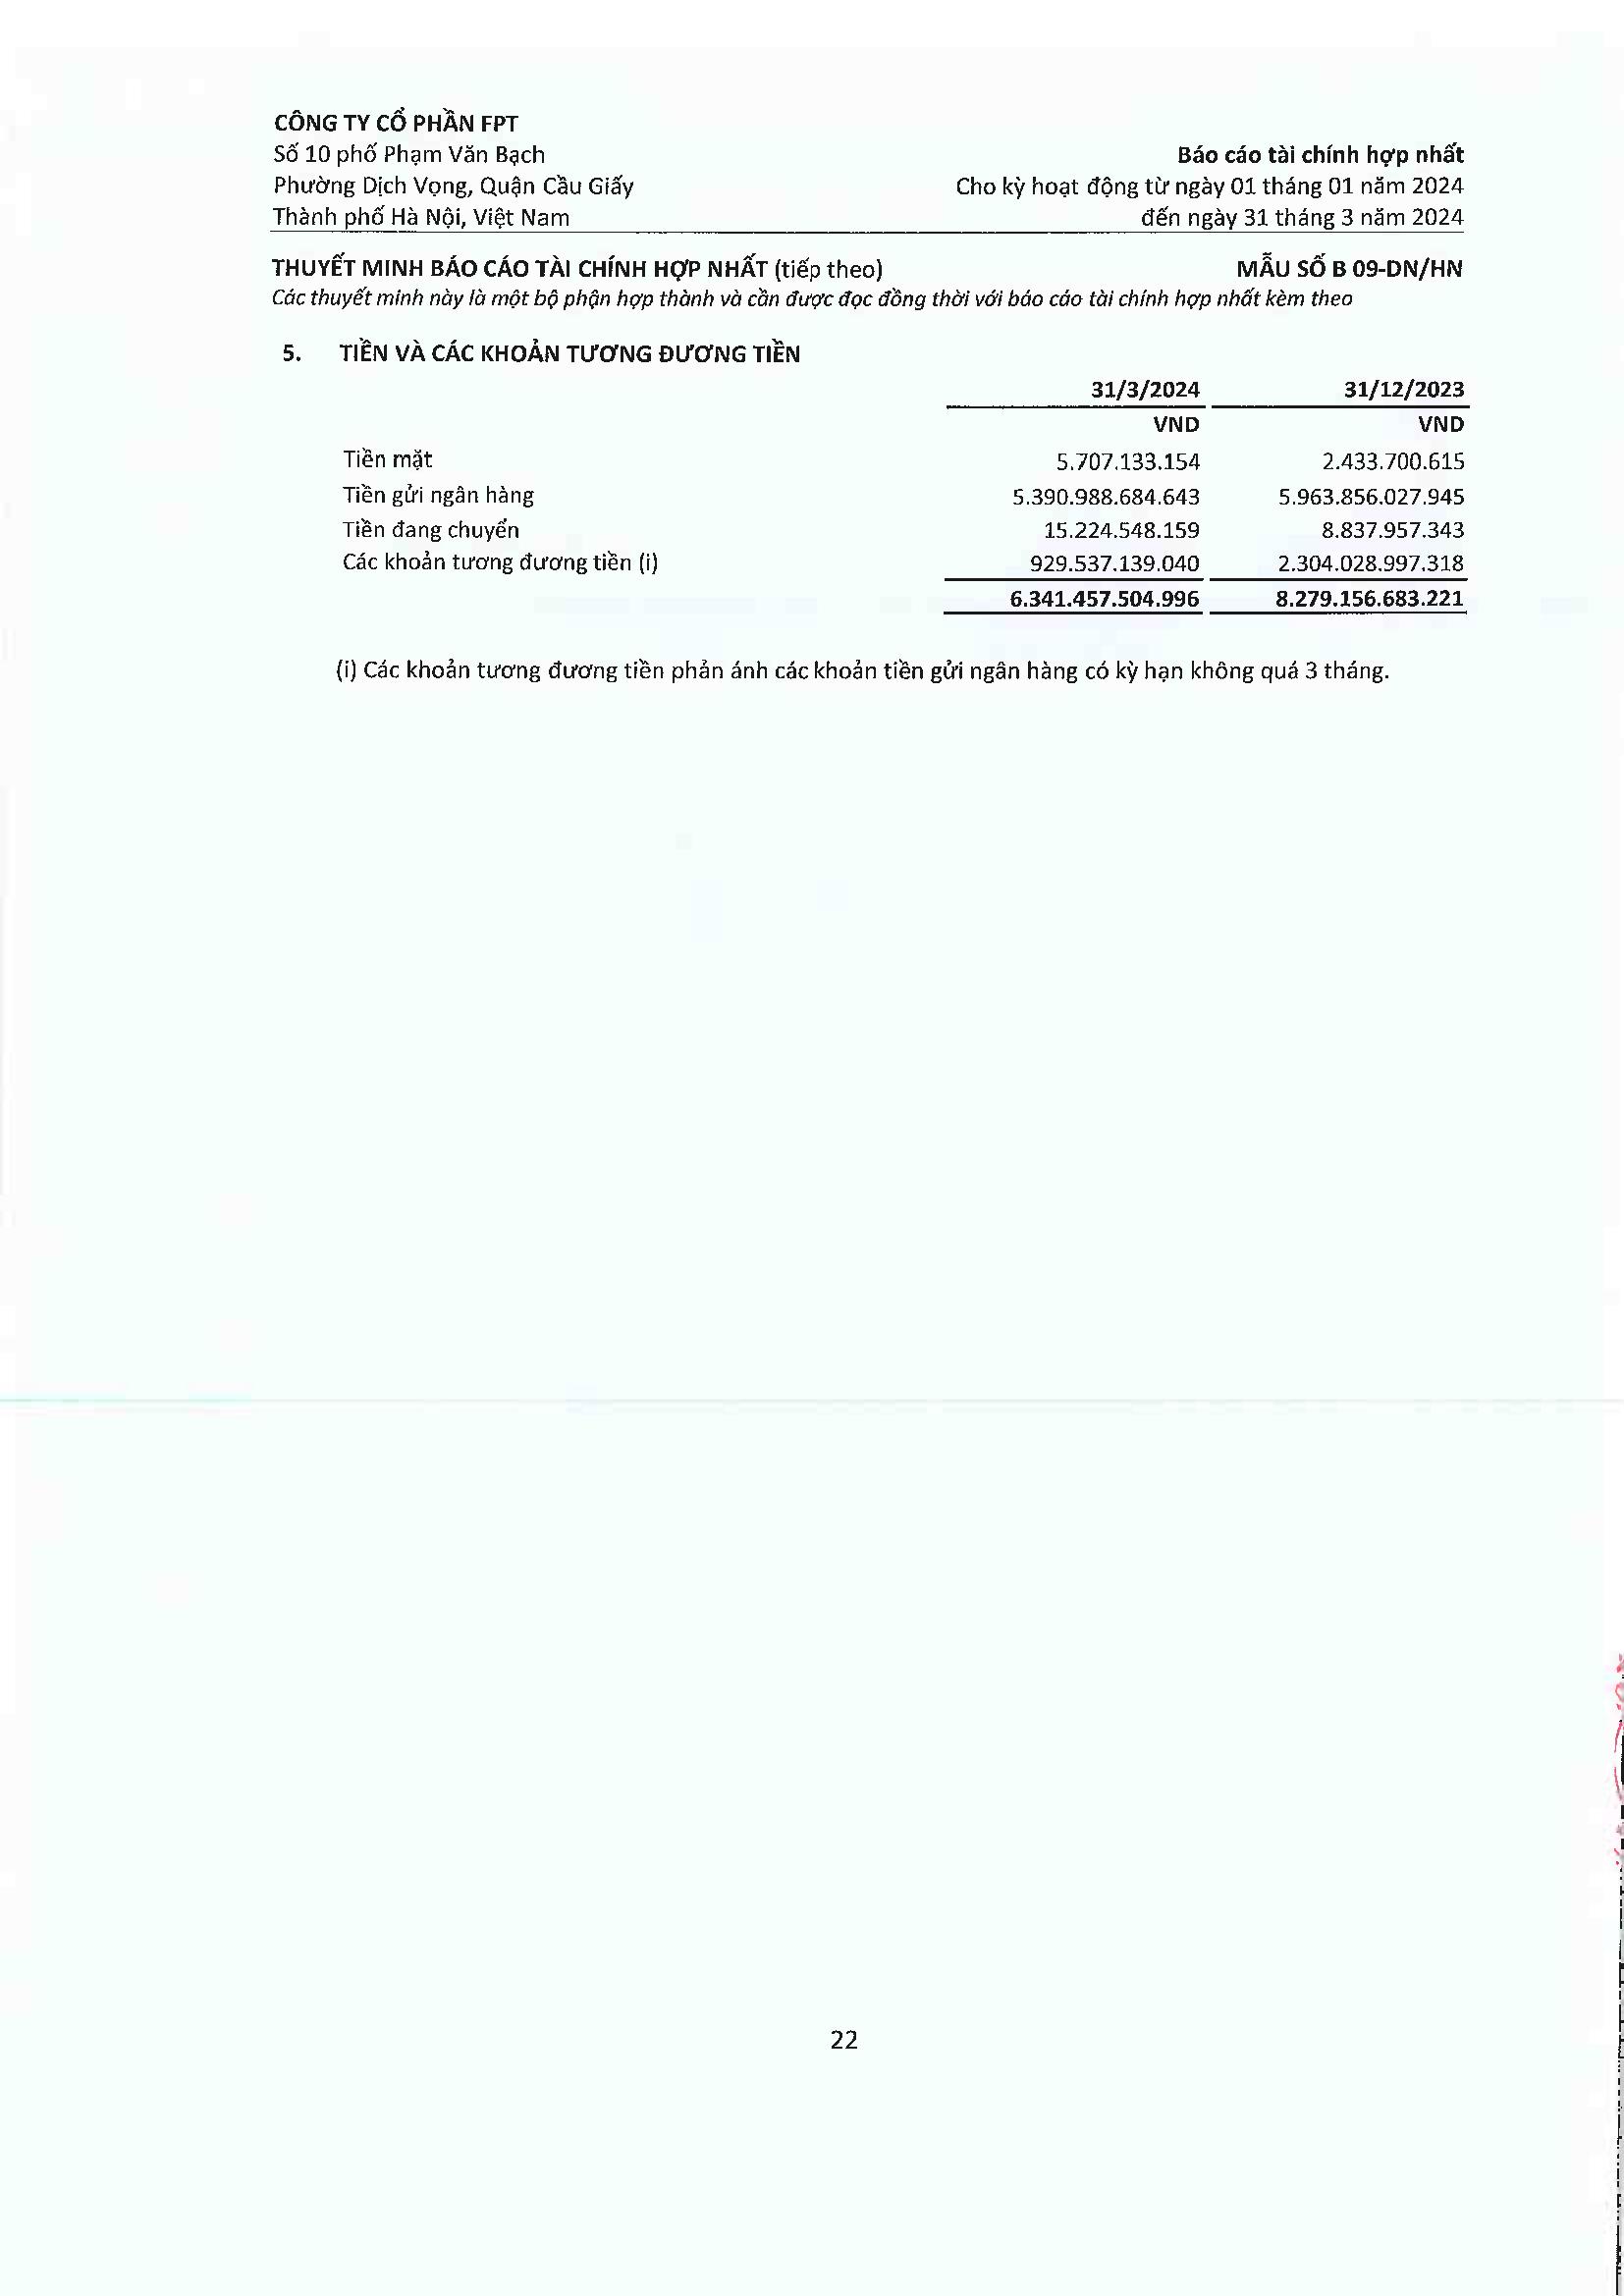 CÔNG TY CỔ PHẦN FPT
Số 10 phố Phạm Văn Bạch Báo cáo tài chính hợp nhất
Phường Dịch Vọng, Quận Cầu Giấy Cho kỳ hoạt động từ ngày 01 tháng 01 năm 2024
Thành phố Hà Nội, Việt Nam đến ngày 31 tháng 3 năm 2024
THUYẾT MINH BÁO CÁO TÀI CHÍNH HỢP NHẤT (tiếp theo) MẪU SỐ B 09-DN/HN
Các thuyết minh này là một bộ phận hợp thành và cần được đọc đồng thời với báo cáo tài chính hợp nhất kèm theo
5. TIỀN VÀ CÁC KHOẢN TƯƠNG ĐƯƠNG TIỀN
31/3/2024 31/12/2023
VND VND
Tiền mặt 5.707.133.154 2.433.700.615
Tiền gửi ngân hàng 5.390.988.684.643 5.963.856.027.945
Tiền đang chuyển 15.224.548.159 8.837.957.343
Các khoản tương đương tiền (i) 929.537.139.040 2.304.028.997.318
6.341.457.504.996 8.279.156.683.221
(i) Các khoản tương đương tiền phản ánh các khoản tiền gửi ngân hàng có kỳ hạn không quá 3 tháng.
22